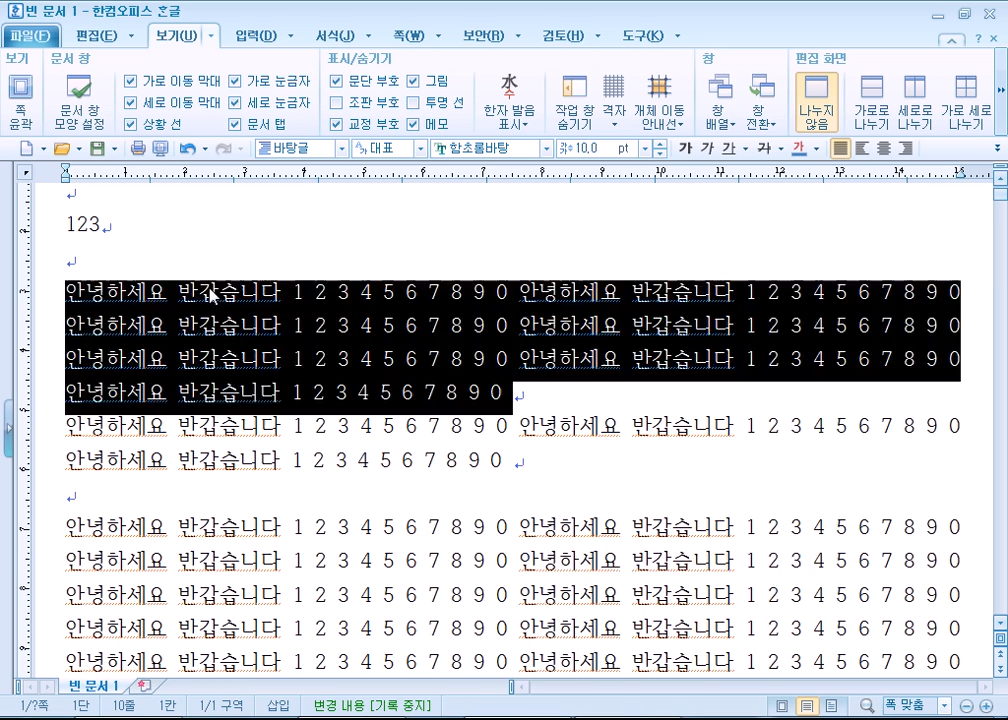 빈 문서 1 - 한컴오피스 한글
파일(F) 편집(E) 보기(U) 입력(D) 서식(J) 쪽(W) 보안(B) 검토(H) 도구(K)
보기 문서 창 표시/숨기기 창 편집 화면
쪽 윤곽
문서 창 모양 설정
가로 이동 막대 가로 눈금자
세로 이동 막대 세로 눈금자
상황 선 문서 탭
문단 부호 그림
조판 부호 투명 선
교정 부호 메모
한자 발음 표시
작업 창 숨기기
격자
개체 이동 안내선
창 배열
창 전환
나누지 않음
가로로 나누기
세로로 나누기
가로 세로 나누기
바탕글 대표 함초롬바탕 10,0 pt 가 가 가 가 가
1 2 3 4 5 6 7 8 9 10 11 12 13 14 15
123
안녕하세요 반갑습니다 1 2 3 4 5 6 7 8 9 0 안녕하세요 반갑습니다 1 2 3 4 5 6 7 8 9 0
안녕하세요 반갑습니다 1 2 3 4 5 6 7 8 9 0 안녕하세요 반갑습니다 1 2 3 4 5 6 7 8 9 0
안녕하세요 반갑습니다 1 2 3 4 5 6 7 8 9 0 안녕하세요 반갑습니다 1 2 3 4 5 6 7 8 9 0
안녕하세요 반갑습니다 1 2 3 4 5 6 7 8 9 0
안녕하세요 반갑습니다 1 2 3 4 5 6 7 8 9 0 안녕하세요 반갑습니다 1 2 3 4 5 6 7 8 9 0
안녕하세요 반갑습니다 1 2 3 4 5 6 7 8 9 0
안녕하세요 반갑습니다 1 2 3 4 5 6 7 8 9 0 안녕하세요 반갑습니다 1 2 3 4 5 6 7 8 9 0
안녕하세요 반갑습니다 1 2 3 4 5 6 7 8 9 0 안녕하세요 반갑습니다 1 2 3 4 5 6 7 8 9 0
안녕하세요 반갑습니다 1 2 3 4 5 6 7 8 9 0 안녕하세요 반갑습니다 1 2 3 4 5 6 7 8 9 0
안녕하세요 반갑습니다 1 2 3 4 5 6 7 8 9 0 안녕하세요 반갑습니다 1 2 3 4 5 6 7 8 9 0
안녕하세요 반갑습니다 1 2 3 4 5 6 7 8 9 0 안녕하세요 반갑습니다 1 2 3 4 5 6 7 8 9 0
빈 문서 1
1/?쪽 1단 10줄 1칸 1/1 구역 삽입 변경 내용 [기록 중지] 폭 맞춤